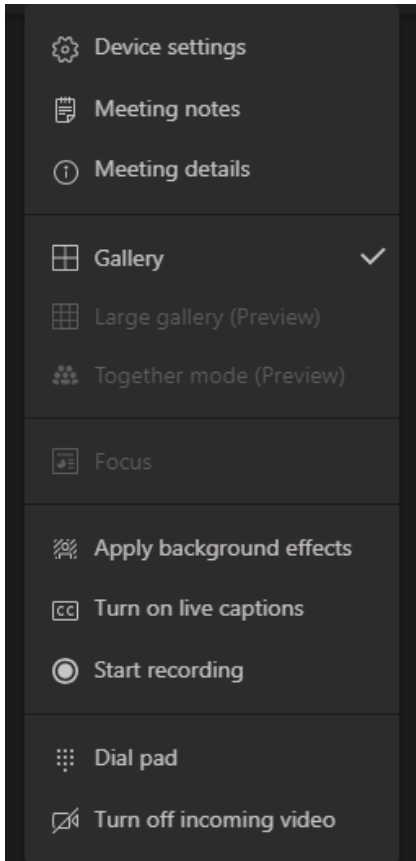 Device settings
Meeting notes
Meeting details
Gallery
Large gallery (Preview)
Together mode (Preview)
Focus
Apply background effects
CC Turn on live captions
Start recording
Dial pad
Turn off incoming video